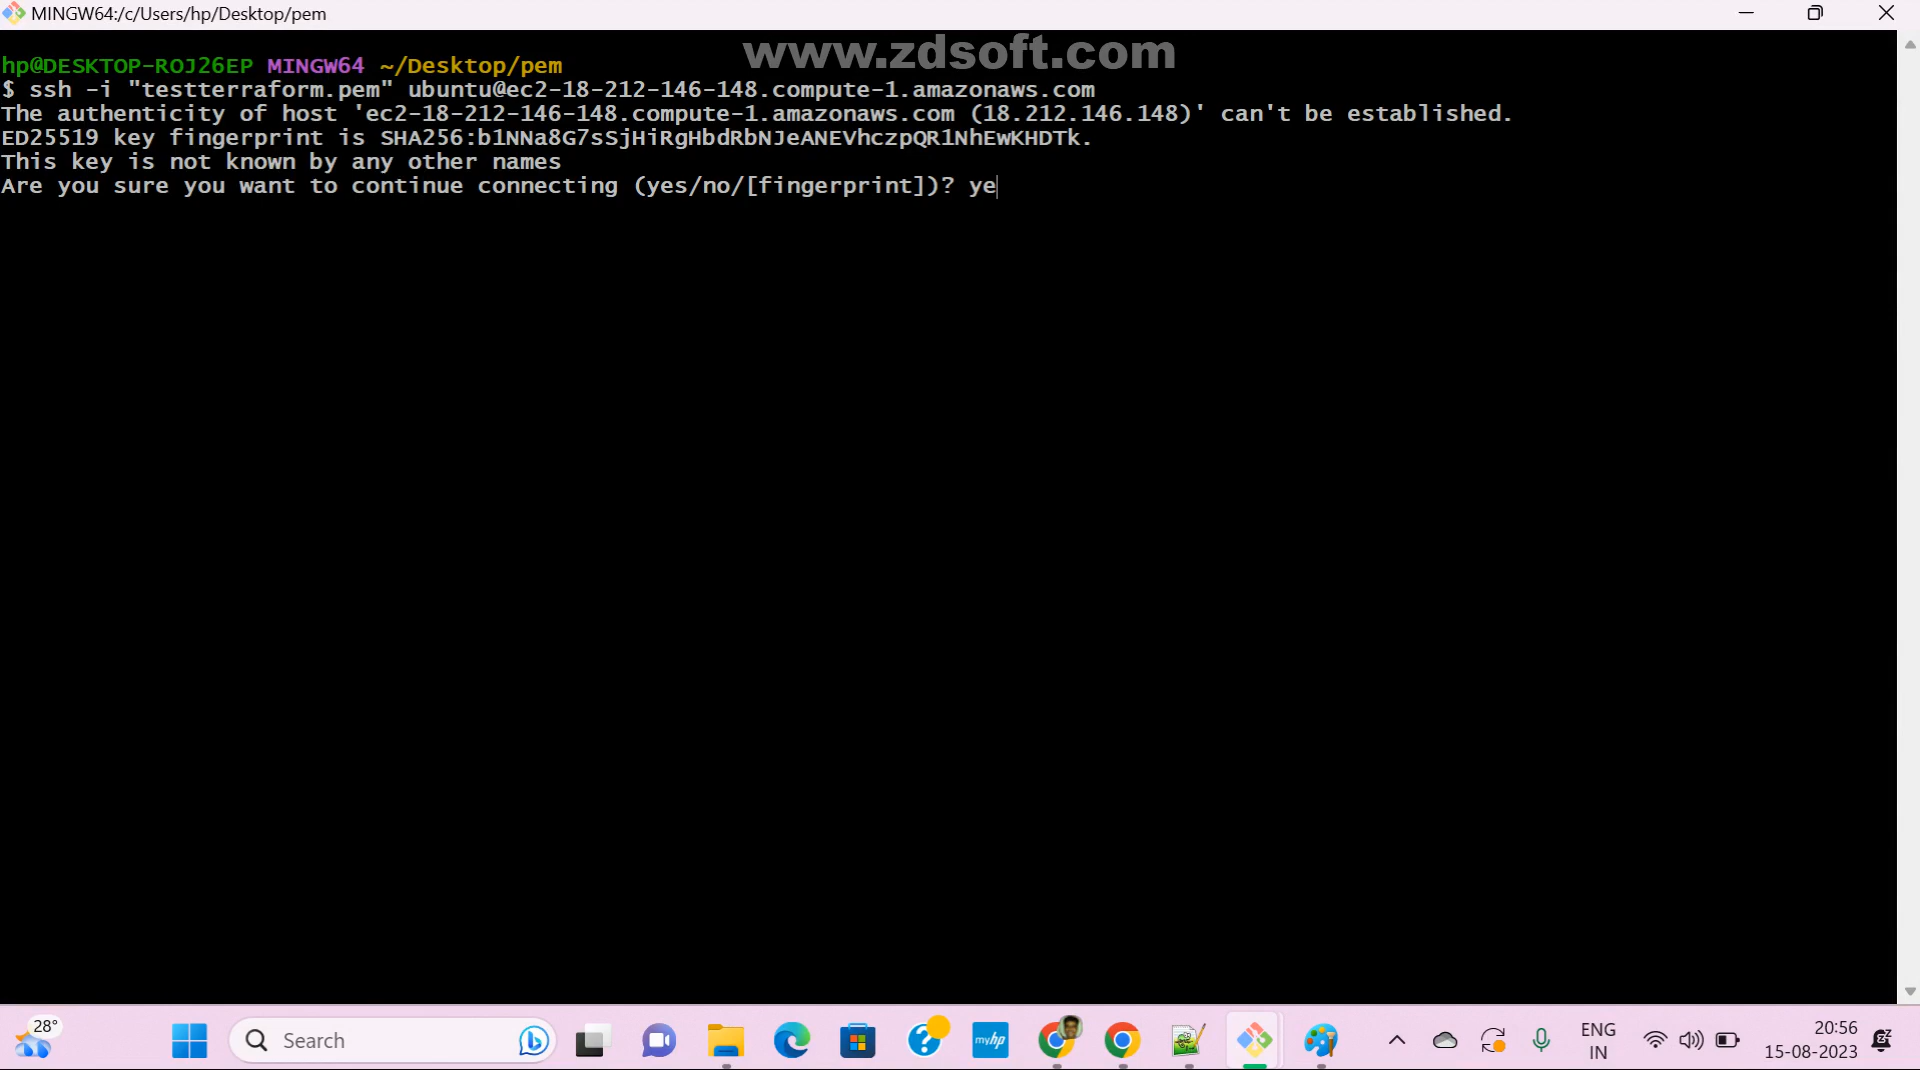 MINGW64:/c/Users/hp/Desktop/pem
www.zdsoft.com
hp@DESKTOP-ROJ26EP MINGW64 ~/Desktop/pem
$ ssh -i "testterraform.pem" ubuntu@ec2-18-212-146-148.compute-1.amazonaws.com
The authenticity of host 'ec2-18-212-146-148.compute-1.amazonaws.com (18.212.146.148)' can't be established.
ED25519 key fingerprint is SHA256:b1NNa8G7sSjHiRgHbdRbNJeANEVhczpQR1NhEwKHDTk.
This key is not known by any other names
Are you sure you want to continue connecting (yes/no/[fingerprint])? ye
28°
Search
myhp
ENG
IN
20:56
15-08-2023